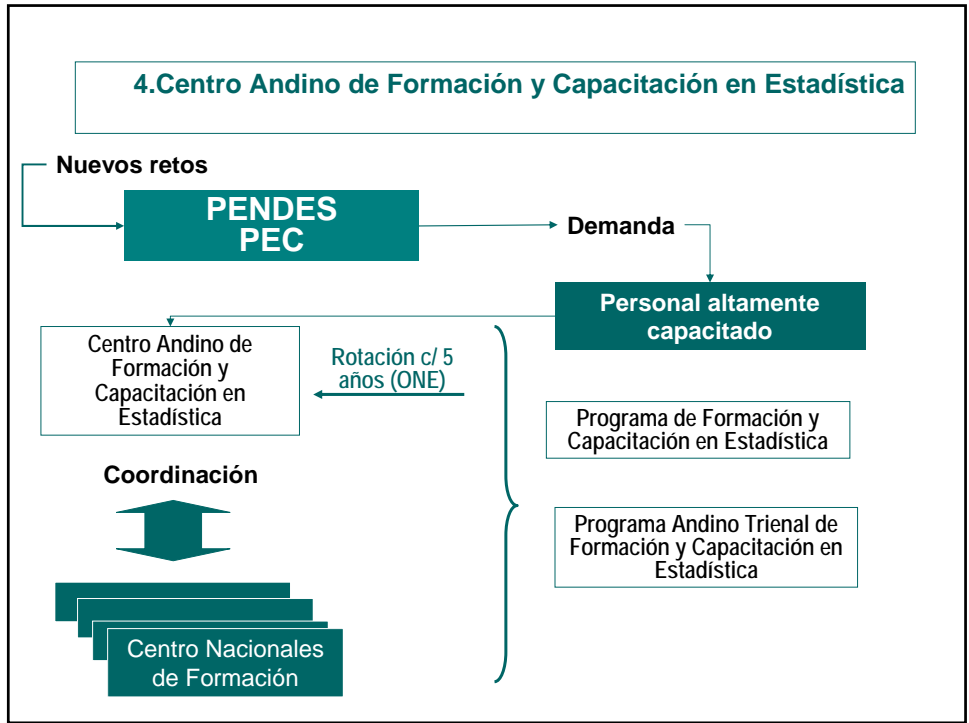 4.Centro Andino de Formación y Capacitación en Estadística
Nuevos retos
PENDES
PEC
Demanda
Personal altamente
capacitado
Centro Andino de
Formación y
Capacitación en
Estadística
Rotación c/ 5
años (ONE)
Programa de Formación y
Capacitación en Estadística
Coordinación
Programa Andino Trienal de
Formación y Capacitación en
Estadística
Centro Nacionales
de Formación